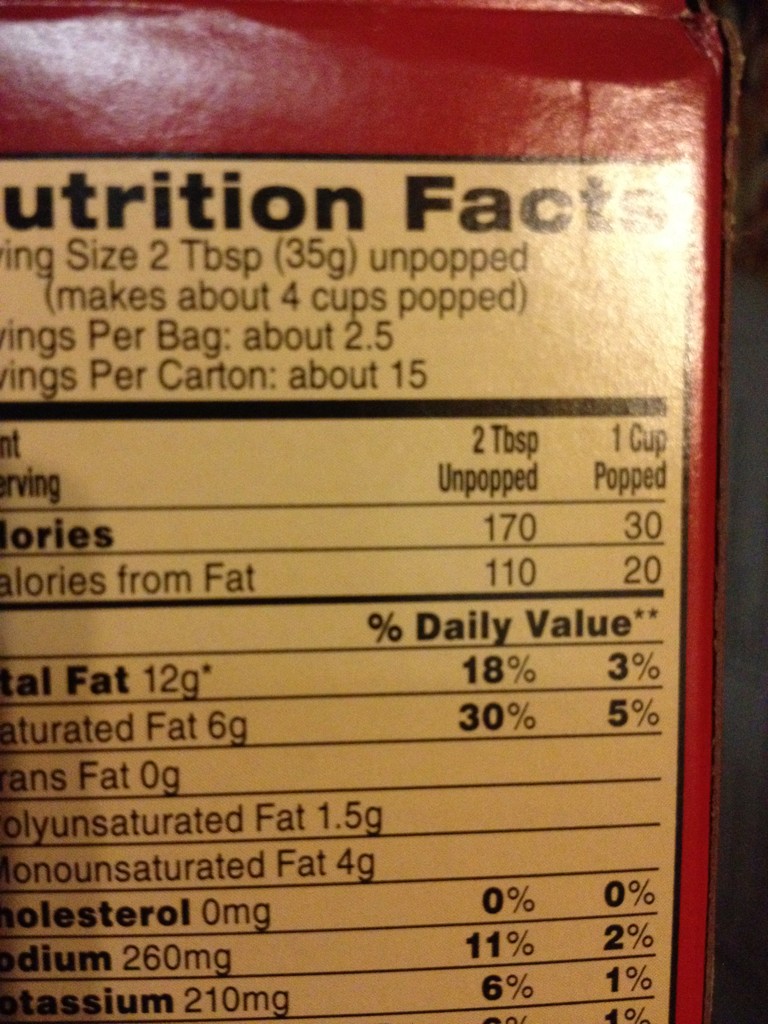 utrition Facts
ving Size 2 Tbsp (35g) unpopped
(makes about 4 cups popped)
vings Per Bag: about 2.5
vings Per Carton: about 15
nt 2 Tbsp 1 Cup
erving Unpopped Popped
lories 170 30
alories from Fat 110 20
% Daily Value**
tal Fat 12g* 18% 3%
aturated Fat 6g 30% 5%
rans Fat 0g
olyunsaturated Fat 1.5g
Monounsaturated Fat 4g
holesterol 0mg 0% 0%
odium 260mg 11% 2%
otassium 210mg 6% 1%
1%